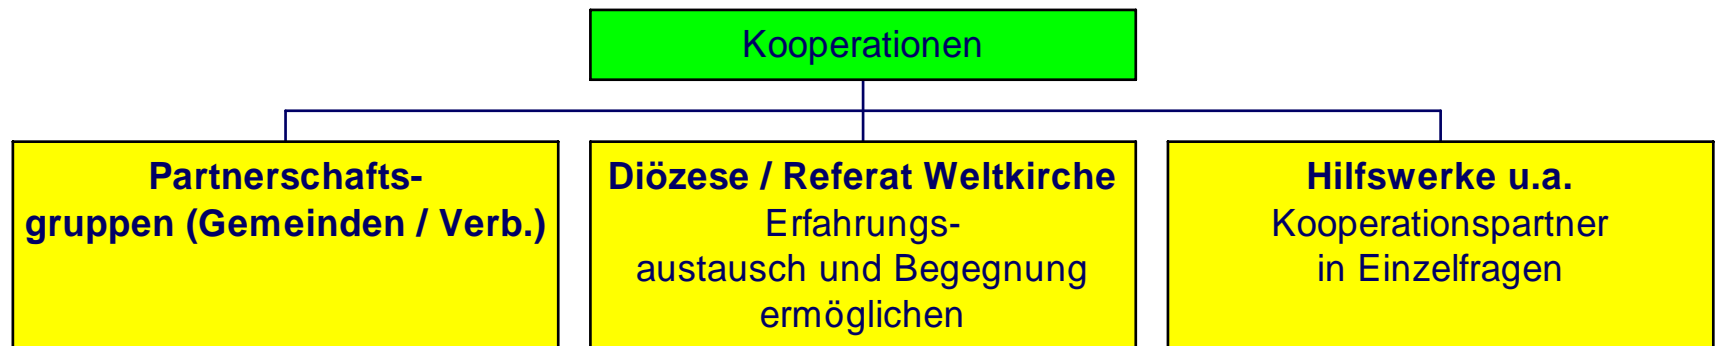 Kooperationen
Partnerschafts-
gruppen (Gemeinden / Verb.)
Diözese / Referat Weltkirche
Erfahrungs-
austausch und Begegnung
ermöglichen
Hilfswerke u.a.
Kooperationspartner
in Einzelfragen